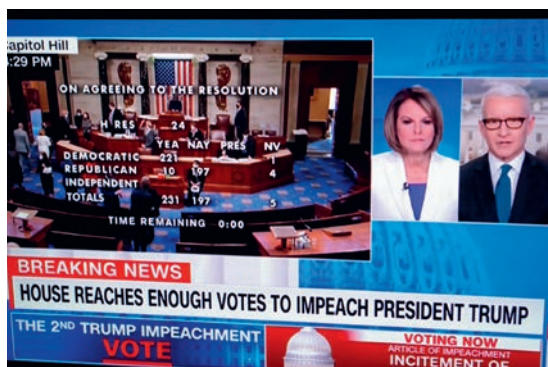 Capitol Hill
:29 PM
ON AGREEING TO THE RESOLUTION
H RES 24
YEA NAY PRES NV
DEMOCRATIC 221 1
REPUBLICAN 10 197 4
INDEPENDENT
TOTALS 231 197 5
TIME REMAINING 0:00
BREAKING NEWS
HOUSE REACHES ENOUGH VOTES TO IMPEACH PRESIDENT TRUMP
THE 2ND TRUMP IMPEACHMENT
VOTE
VOTING NOW
ARTICLE OF IMPEACHMENT
INCITEMENT OF